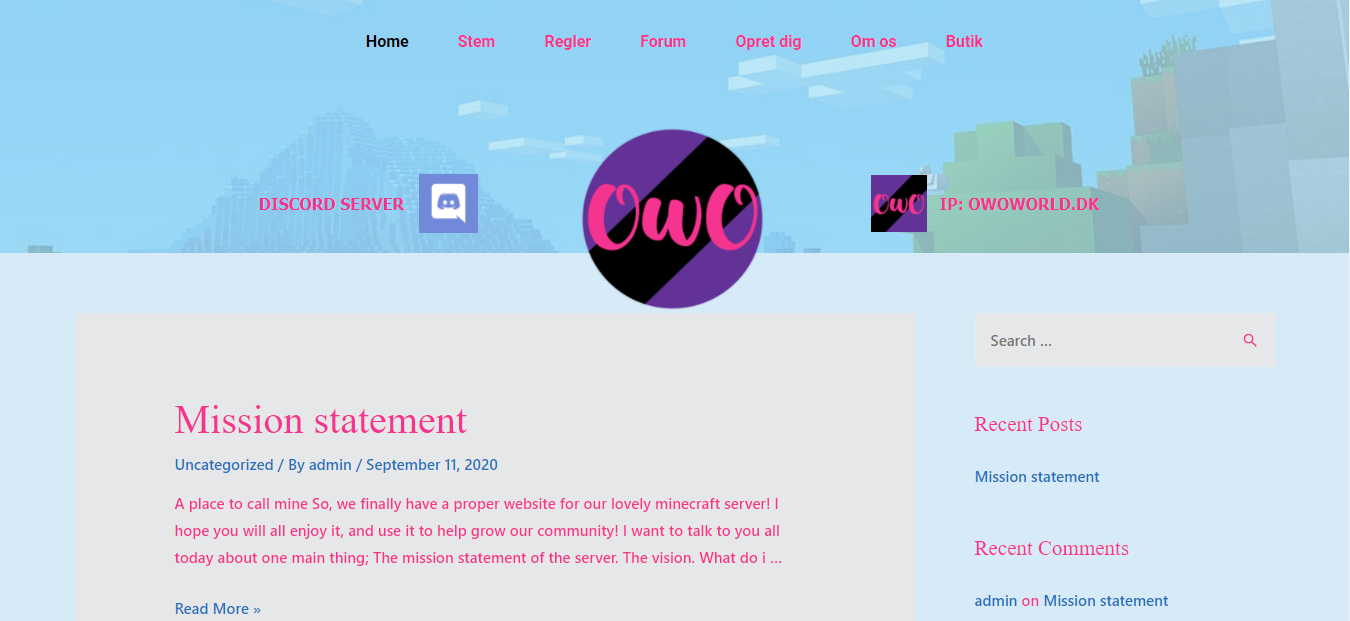 Home Stem Regler Forum Opret dig Om os Butik
DISCORD SERVER
OwO
OwO
IP: OWOWORLD.DK
Search ...
Mission statement
Uncategorized / By admin / September 11, 2020
A place to call mine So, we finally have a proper website for our lovely minecraft server! I
hope you will all enjoy it, and use it to help grow our community! I want to talk to you all
today about one main thing; The mission statement of the server. The vision. What do i ...
Read More »
Recent Posts
Mission statement
Recent Comments
admin on Mission statement